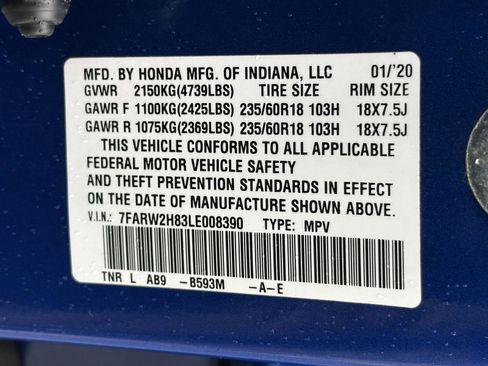 MFD. BY HONDA MFG. OF INDIANA, LLC 01/'20
GVWR 2150KG(4739LBS) TIRE SIZE RIM SIZE
GAWR F 1100KG(2425LBS) 235/60R18 103H 18X7.5J
GAWR R 1075KG(2369LBS) 235/60R18 103H 18X7.5J
THIS VEHICLE CONFORMS TO ALL APPLICABLE
FEDERAL MOTOR VEHICLE SAFETY
AND THEFT PREVENTION STANDARDS IN EFFECT
ON THE DATE OF MANUFACTURE SHOWN ABOVE.
V.I.N.: 7FARW2H83LE008390 TYPE: MPV
TNR L AB9 -B593M -A-E